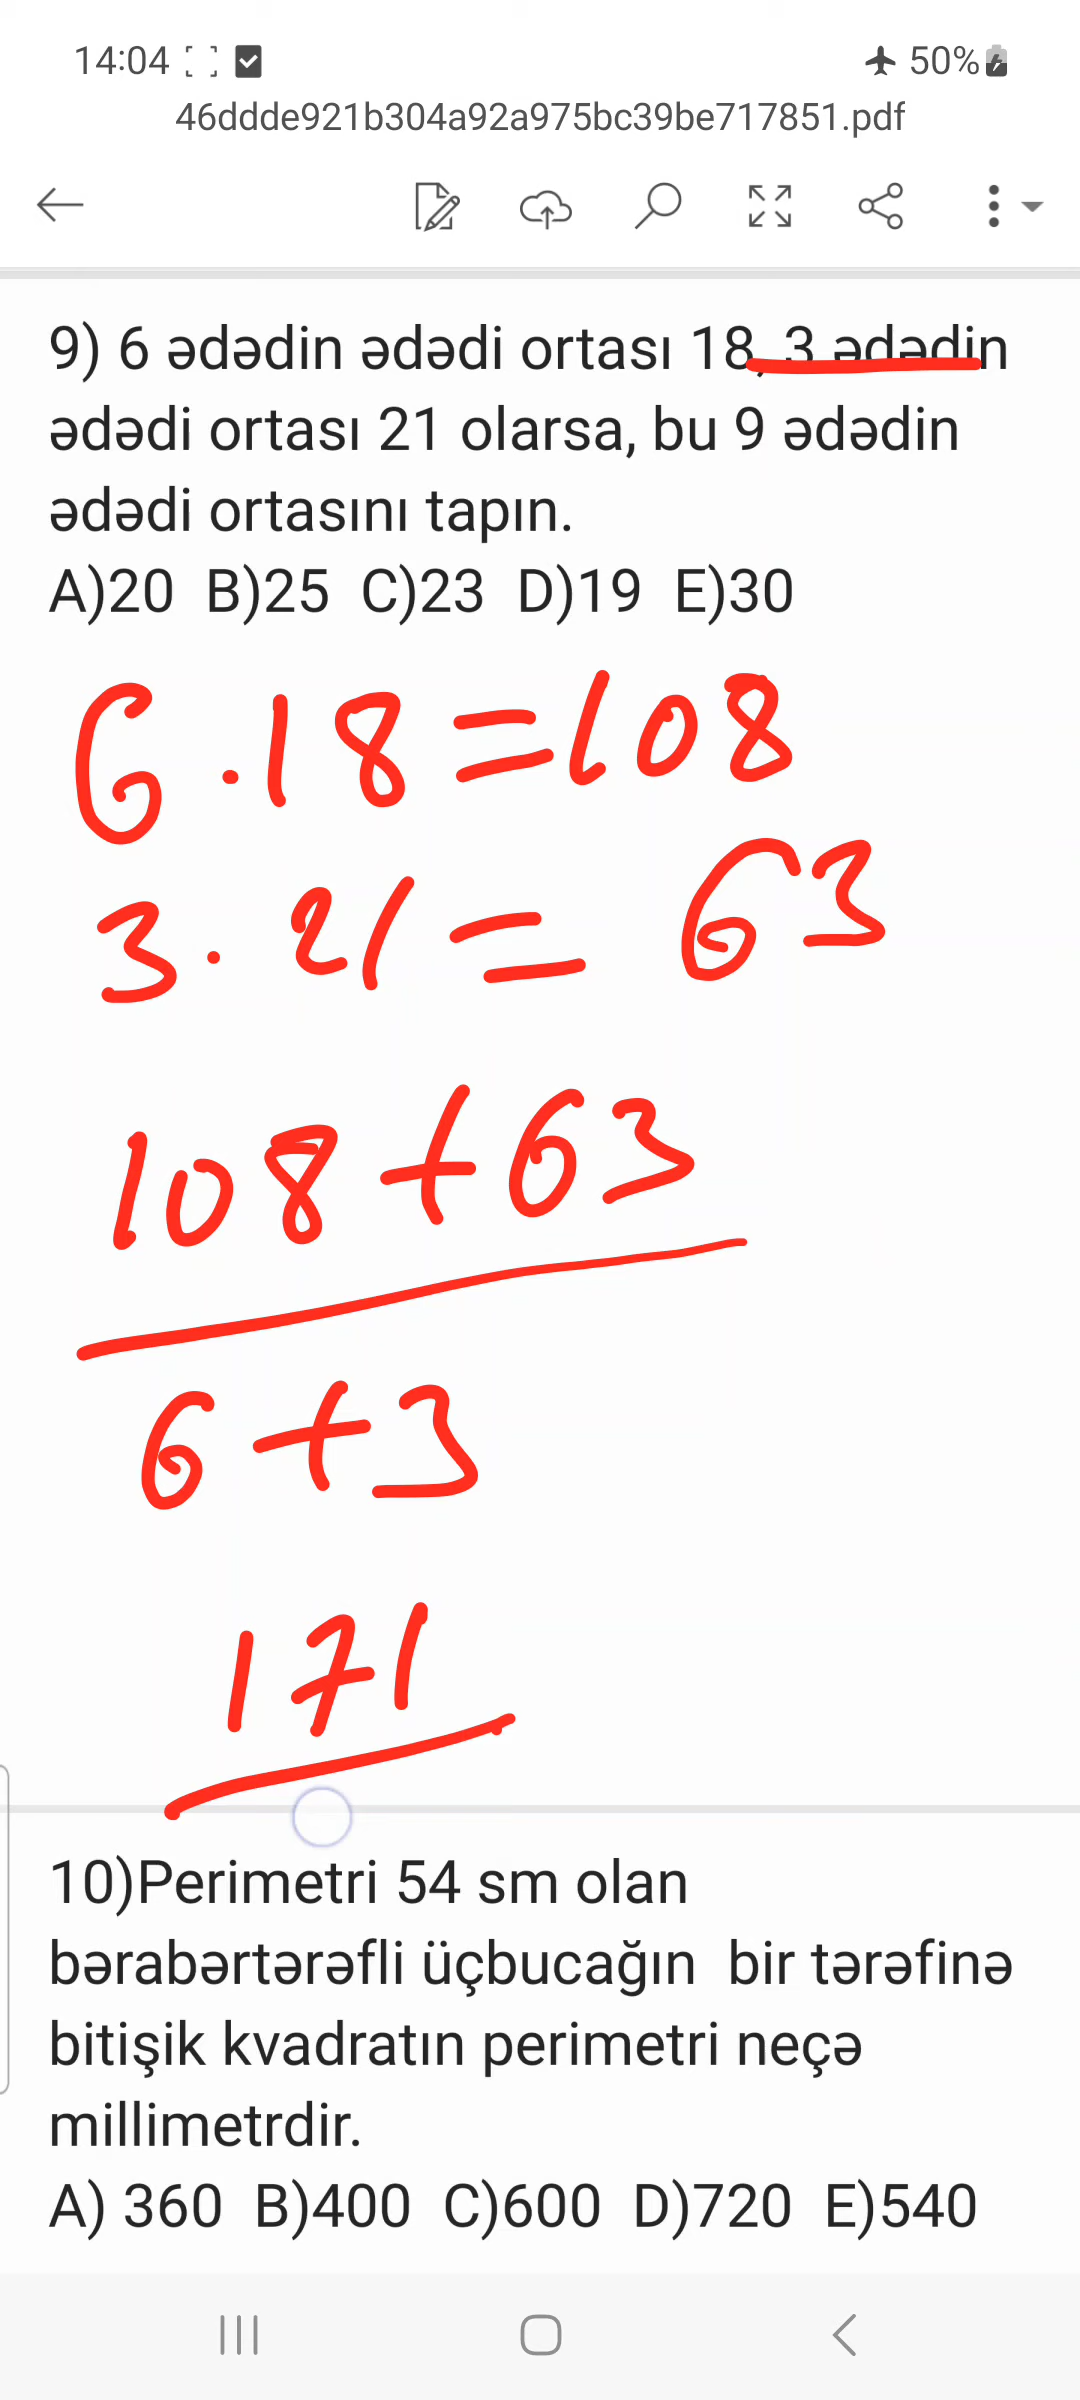 14:04 50%
46ddde921b304a92a975bc39be717851.pdf
9) 6 ədədin ədədi ortası 18, 3 ədədin
ədədi ortası 21 olarsa, bu 9 ədədin
ədədi ortasını tapın.
A)20 B)25 C)23 D)19 E)30
6.18=108
3.21=63
108+63
6+3
171
10)Perimetri 54 sm olan
bərabərtərəfli üçbucağın bir tərəfinə
bitişik kvadratın perimetri neçə
millimetrdir.
A) 360 B)400 C)600 D)720 E)540